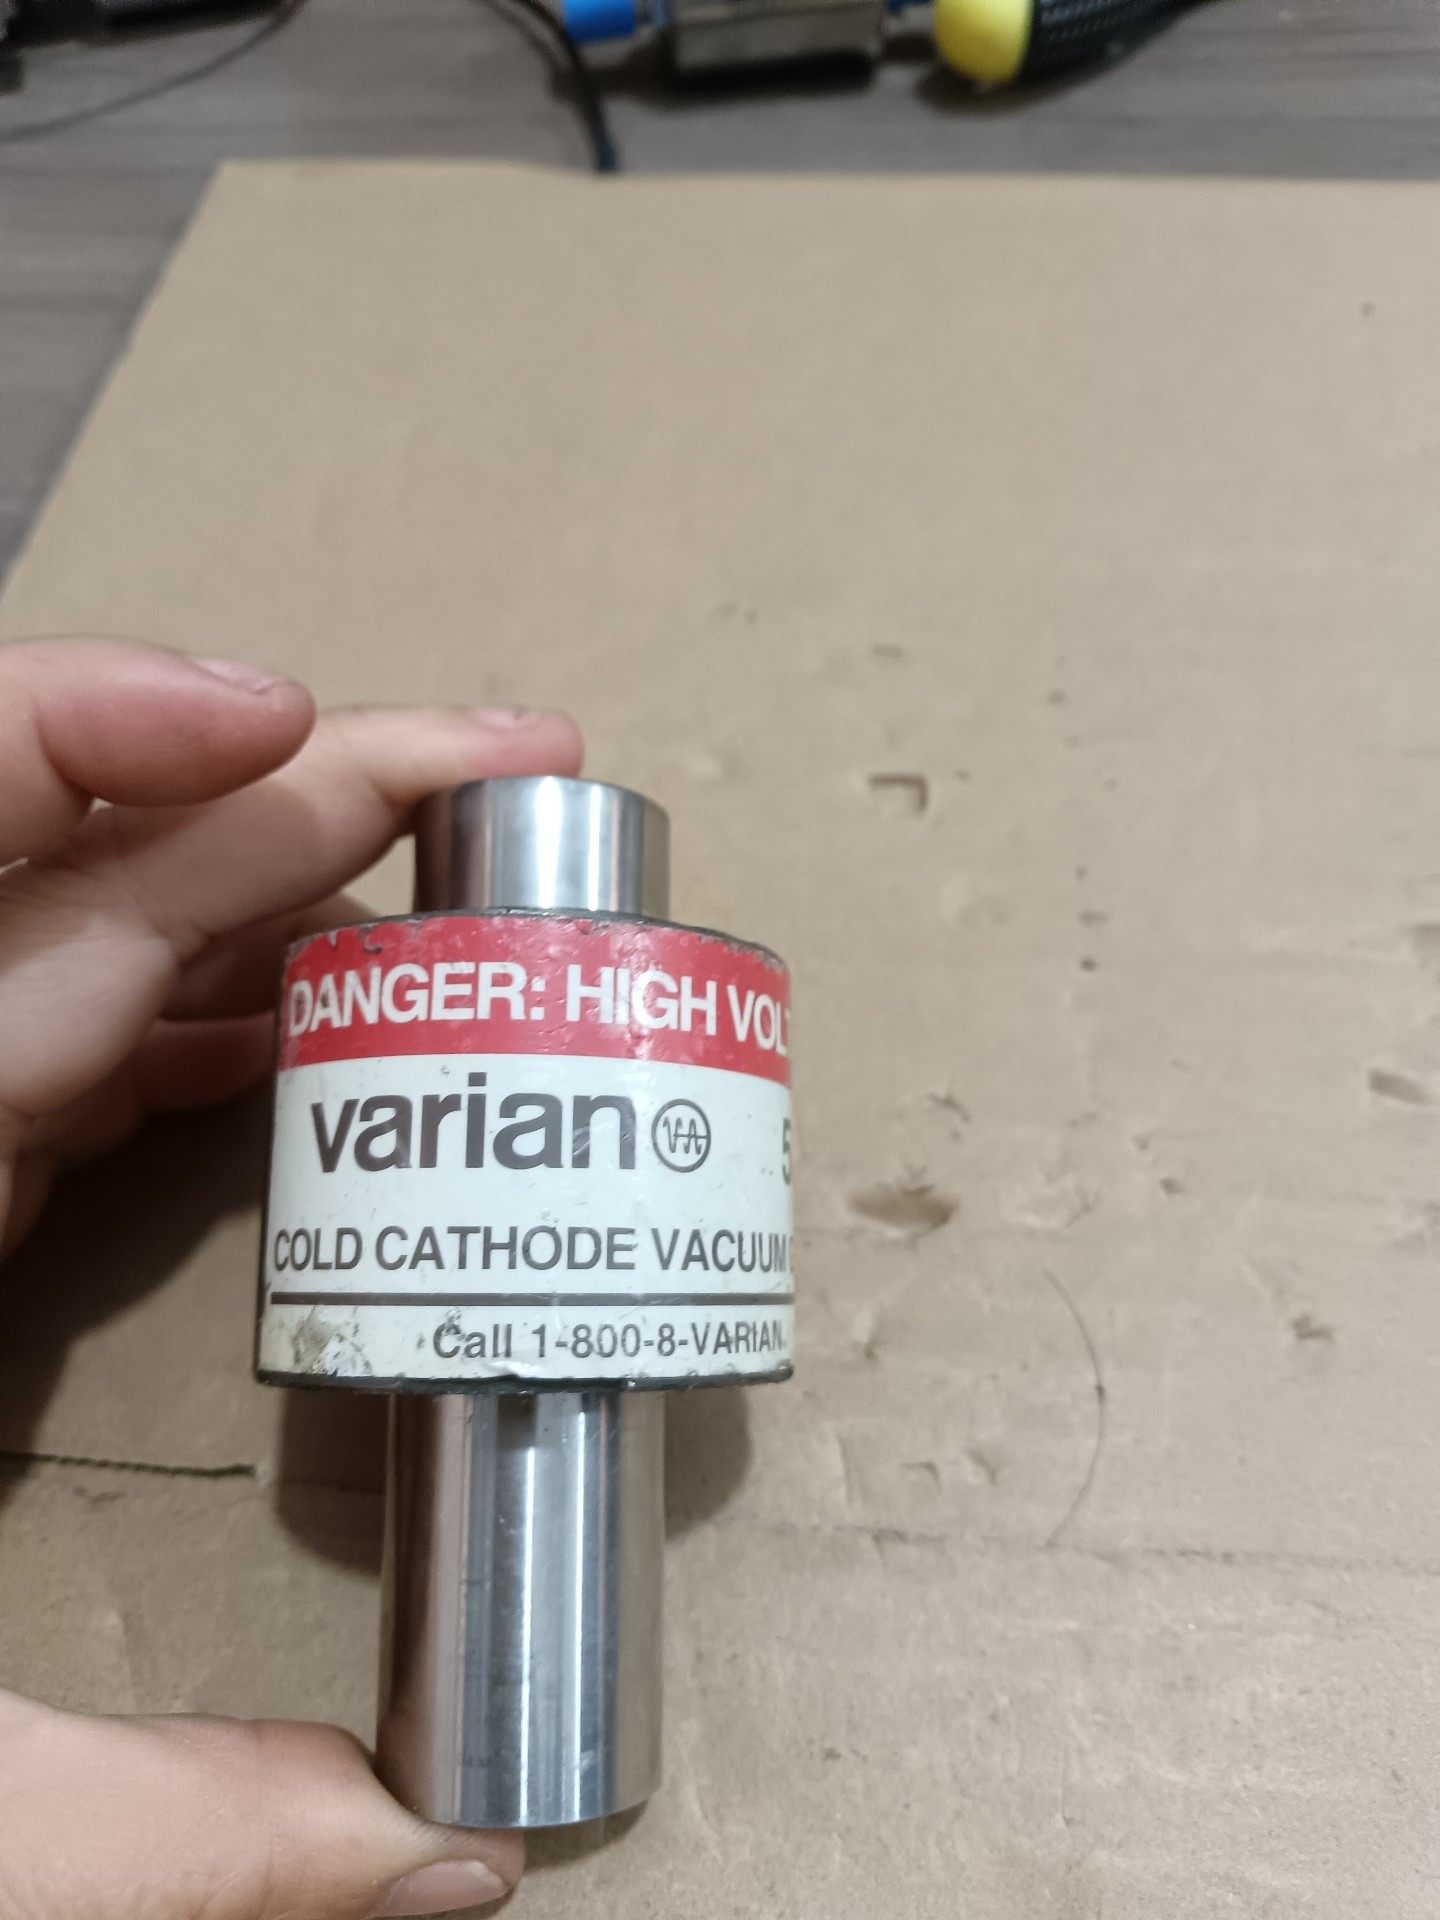 DANGER: HIGH VOL
varian
5
COLD CATHODE VACUUM
Call 1-800-8-VARIAN